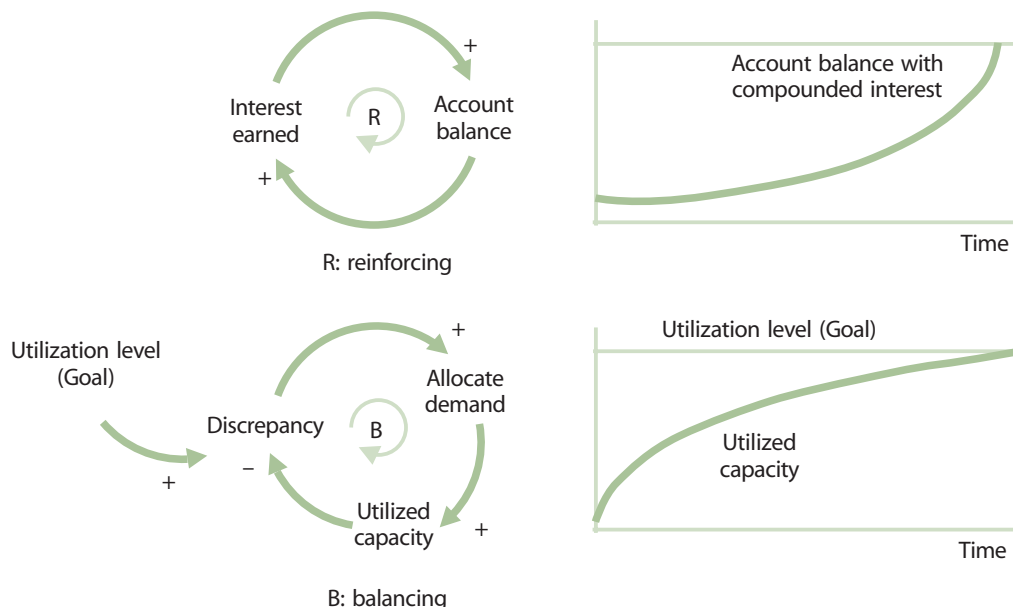 +
Interest
earned
R
Account
balance
+
R: reinforcing
Account balance with
compounded interest
Time
Utilization level
(Goal)
+
Discrepancy
–
B
+
Allocate
demand
Utilized
capacity
+
B: balancing
Utilization level (Goal)
Utilized
capacity
Time